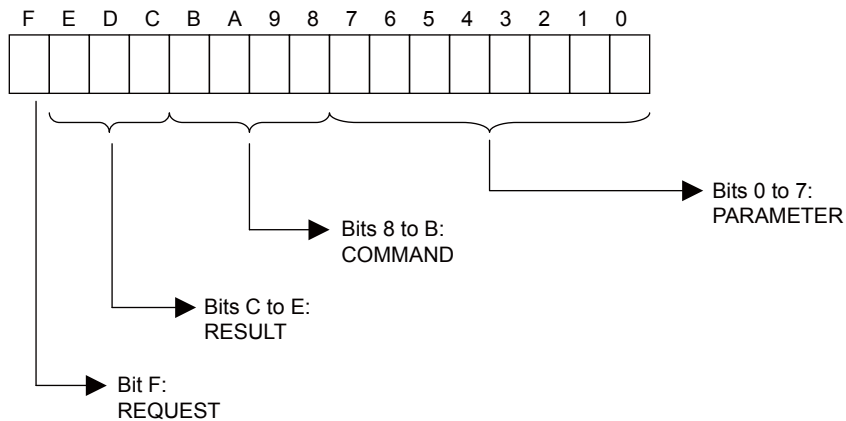 F E D C B A 9 8 7 6 5 4 3 2 1 0
Bits 0 to 7:
PARAMETER
Bits 8 to B:
COMMAND
Bits C to E:
RESULT
Bit F:
REQUEST